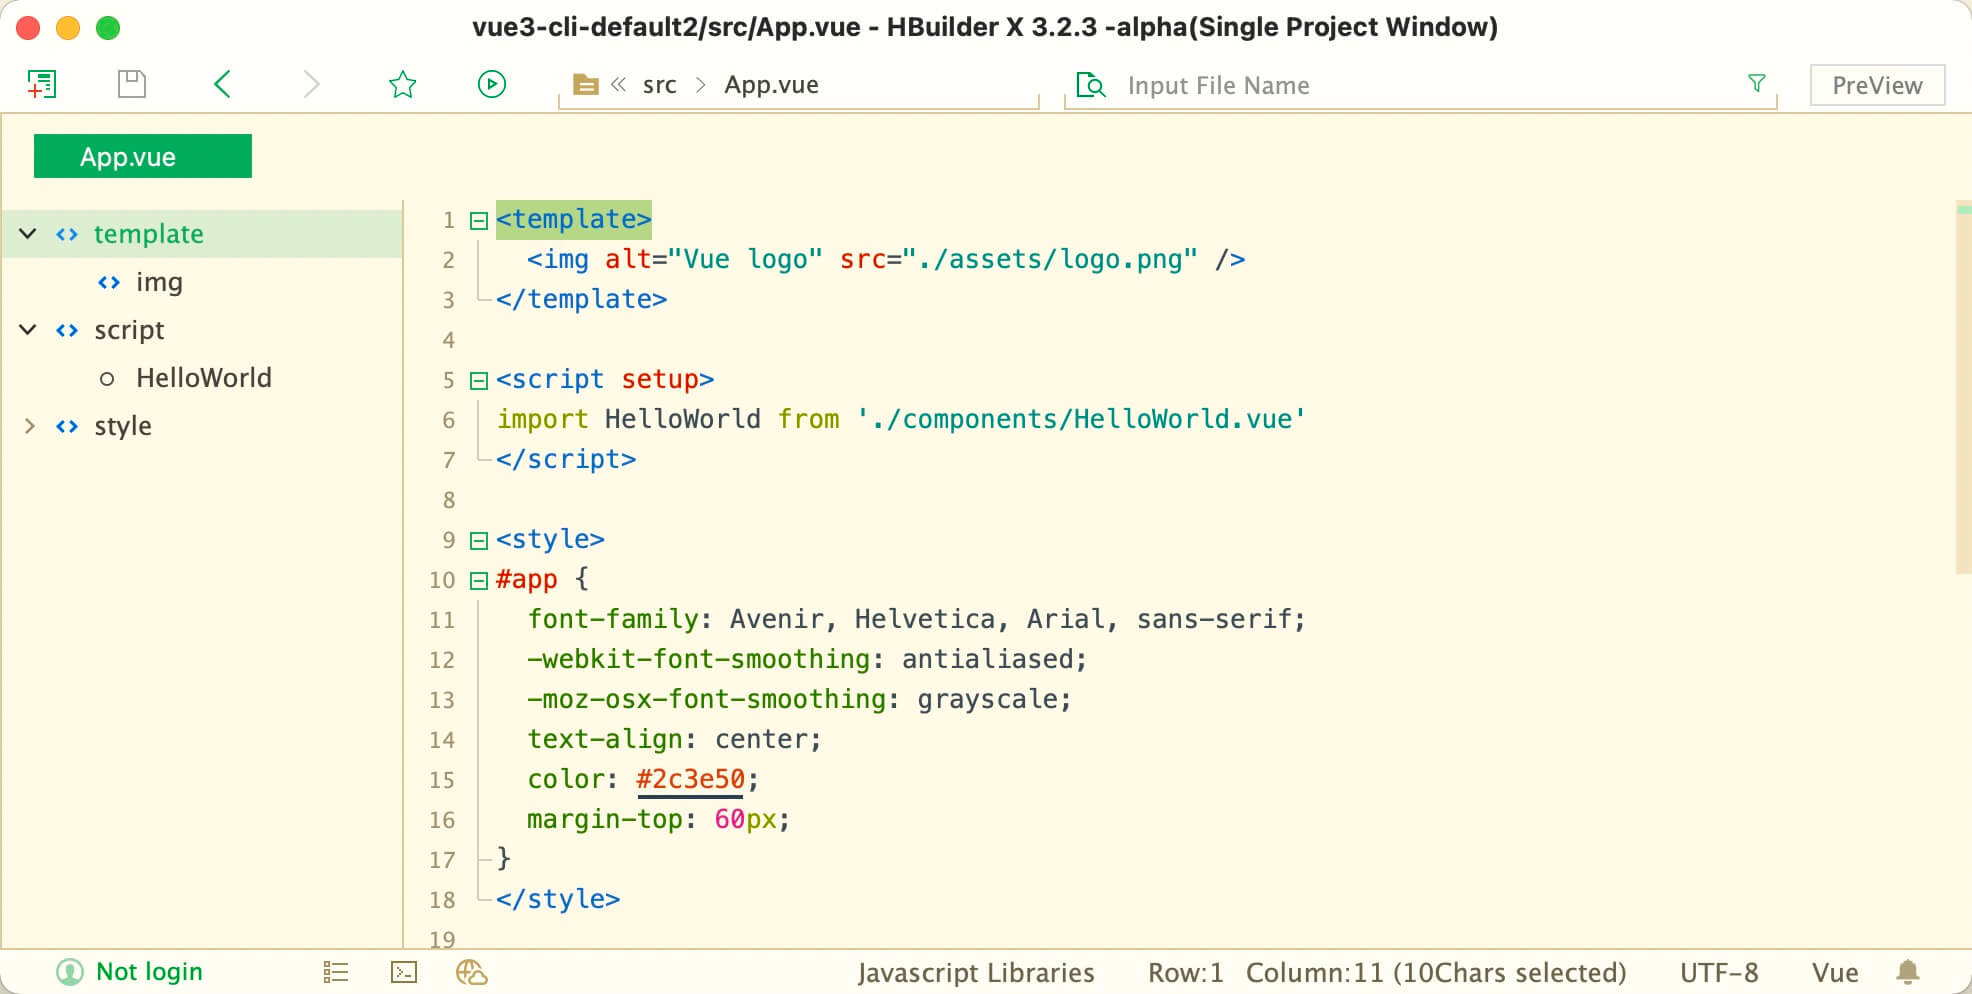 vue3-cli-default2/src/App.vue - HBuilder X 3.2.3 -alpha(Single Project Window)
src App.vue
Input File Name
PreView
App.vue
template
img
script
HelloWorld
style
1 <template>
2   <img alt="Vue logo" src="./assets/logo.png" />
3 </template>
4
5 <script setup>
6 import HelloWorld from './components/HelloWorld.vue'
7 </script>
8
9 <style>
10 #app {
11   font-family: Avenir, Helvetica, Arial, sans-serif;
12   -webkit-font-smoothing: antialiased;
13   -moz-osx-font-smoothing: grayscale;
14   text-align: center;
15   color: #2c3e50;
16   margin-top: 60px;
17 }
18 </style>
19
Not login
Javascript Libraries
Row:1 Column:11 (10Chars selected)
UTF-8
Vue